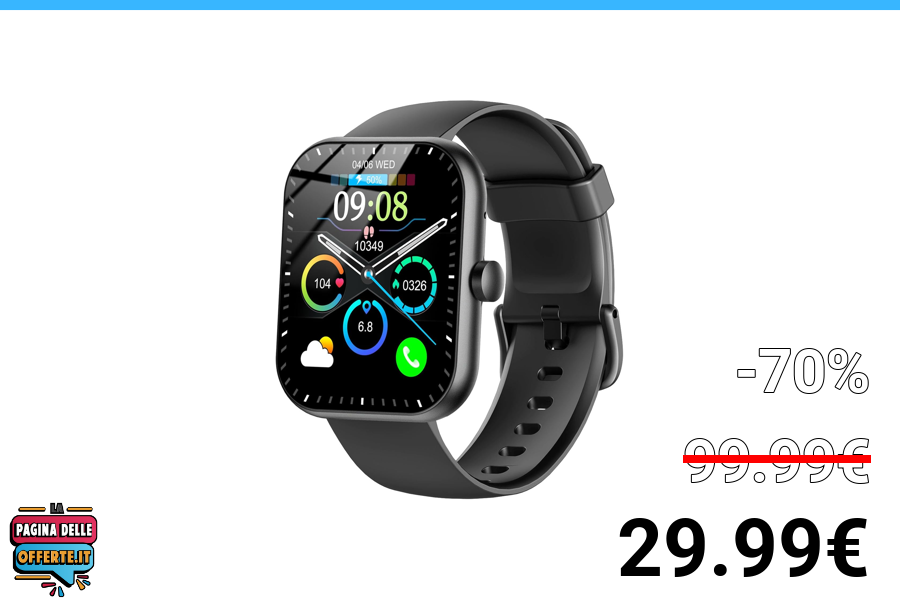 04/06 WED
50%
09:08
10349
104
0326
6.8
-70%
99.99€
29.99€
LA
PAGINA DELLE
OFFERTE.IT